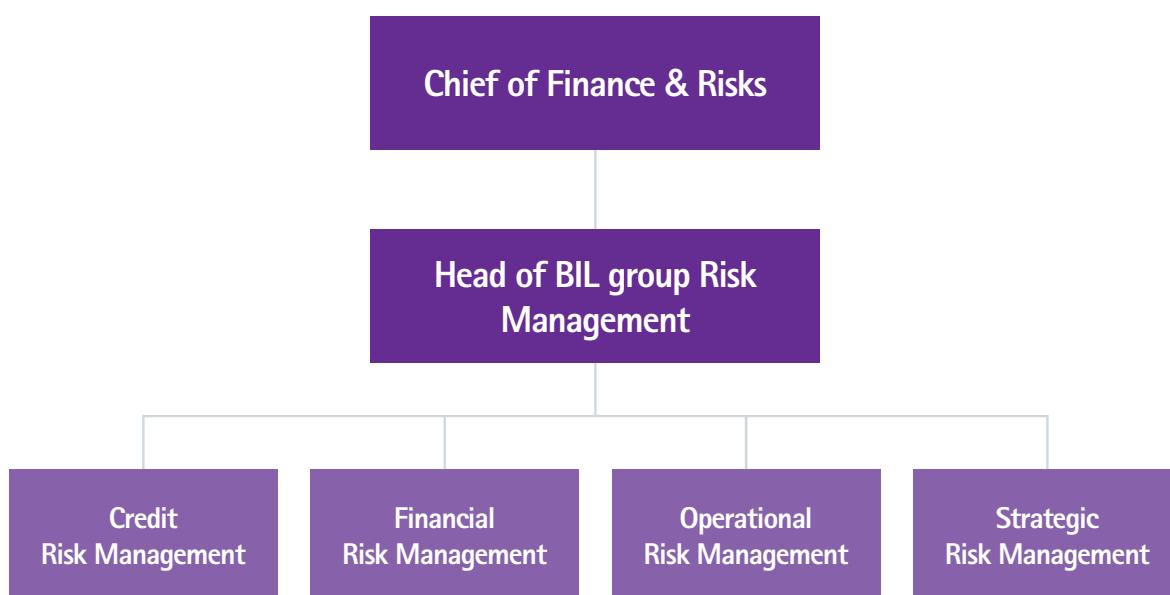 Chief of Finance & Risks
Head of BIL group Risk
Management
Credit
Risk Management
Financial
Risk Management
Operational
Risk Management
Strategic
Risk Management